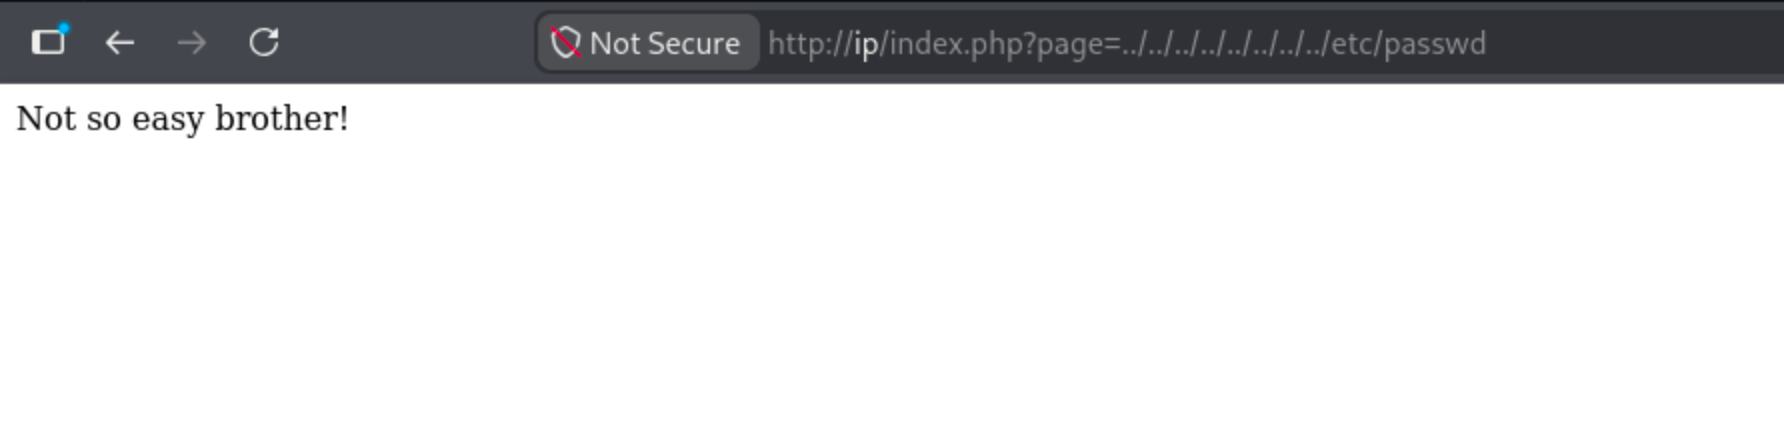 Not Secure http://ip/index.php?page=../../../../../../../../etc/passwd
Not so easy brother!